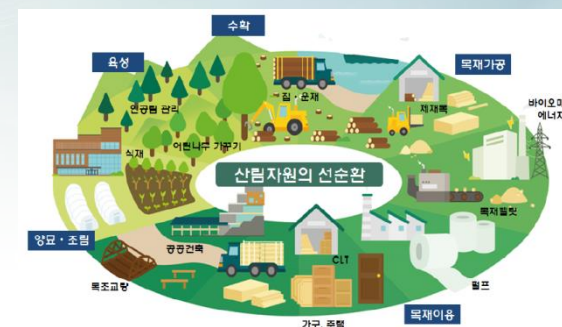 수확
육성
목재가공
집·운재
제재목
바이오매
에너지
인공림 관리
어린나무 가꾸기
식재
산림자원의 선순환
목재펠릿
양묘·조림
공공건축
CLT
목조교량
펄프
가구, 주택
목재이용